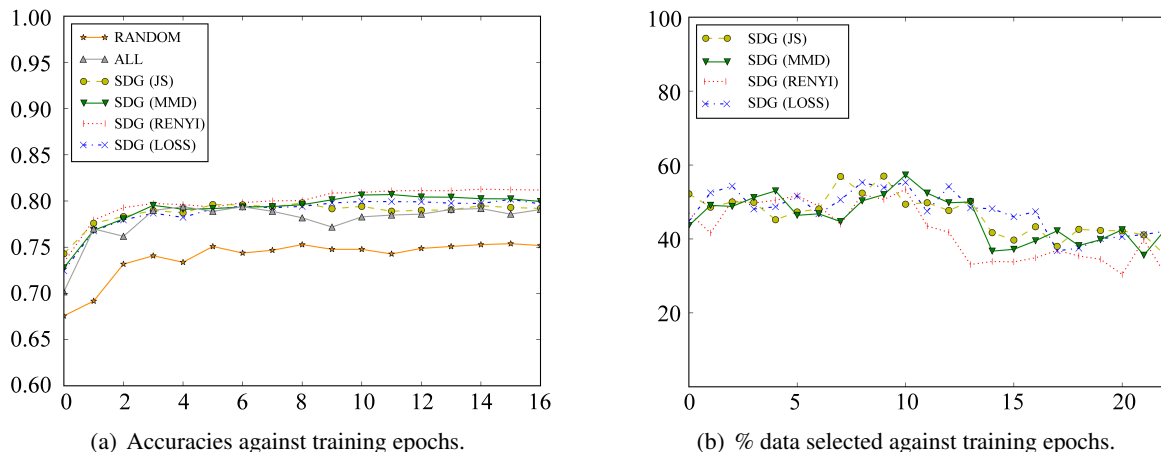 1.00
0.95
0.90
0.85
0.80
0.75
0.70
0.65
0.60
RANDOM
ALL
SDG (JS)
SDG (MMD)
SDG (RENYI)
SDG (LOSS)
0 2 4 6 8 10 12 14 16
(a) Accuracies against training epochs.
100
80
60
40
20
SDG (JS)
SDG (MMD)
SDG (RENYI)
SDG (LOSS)
0 5 10 15 20
(b) % data selected against training epochs.